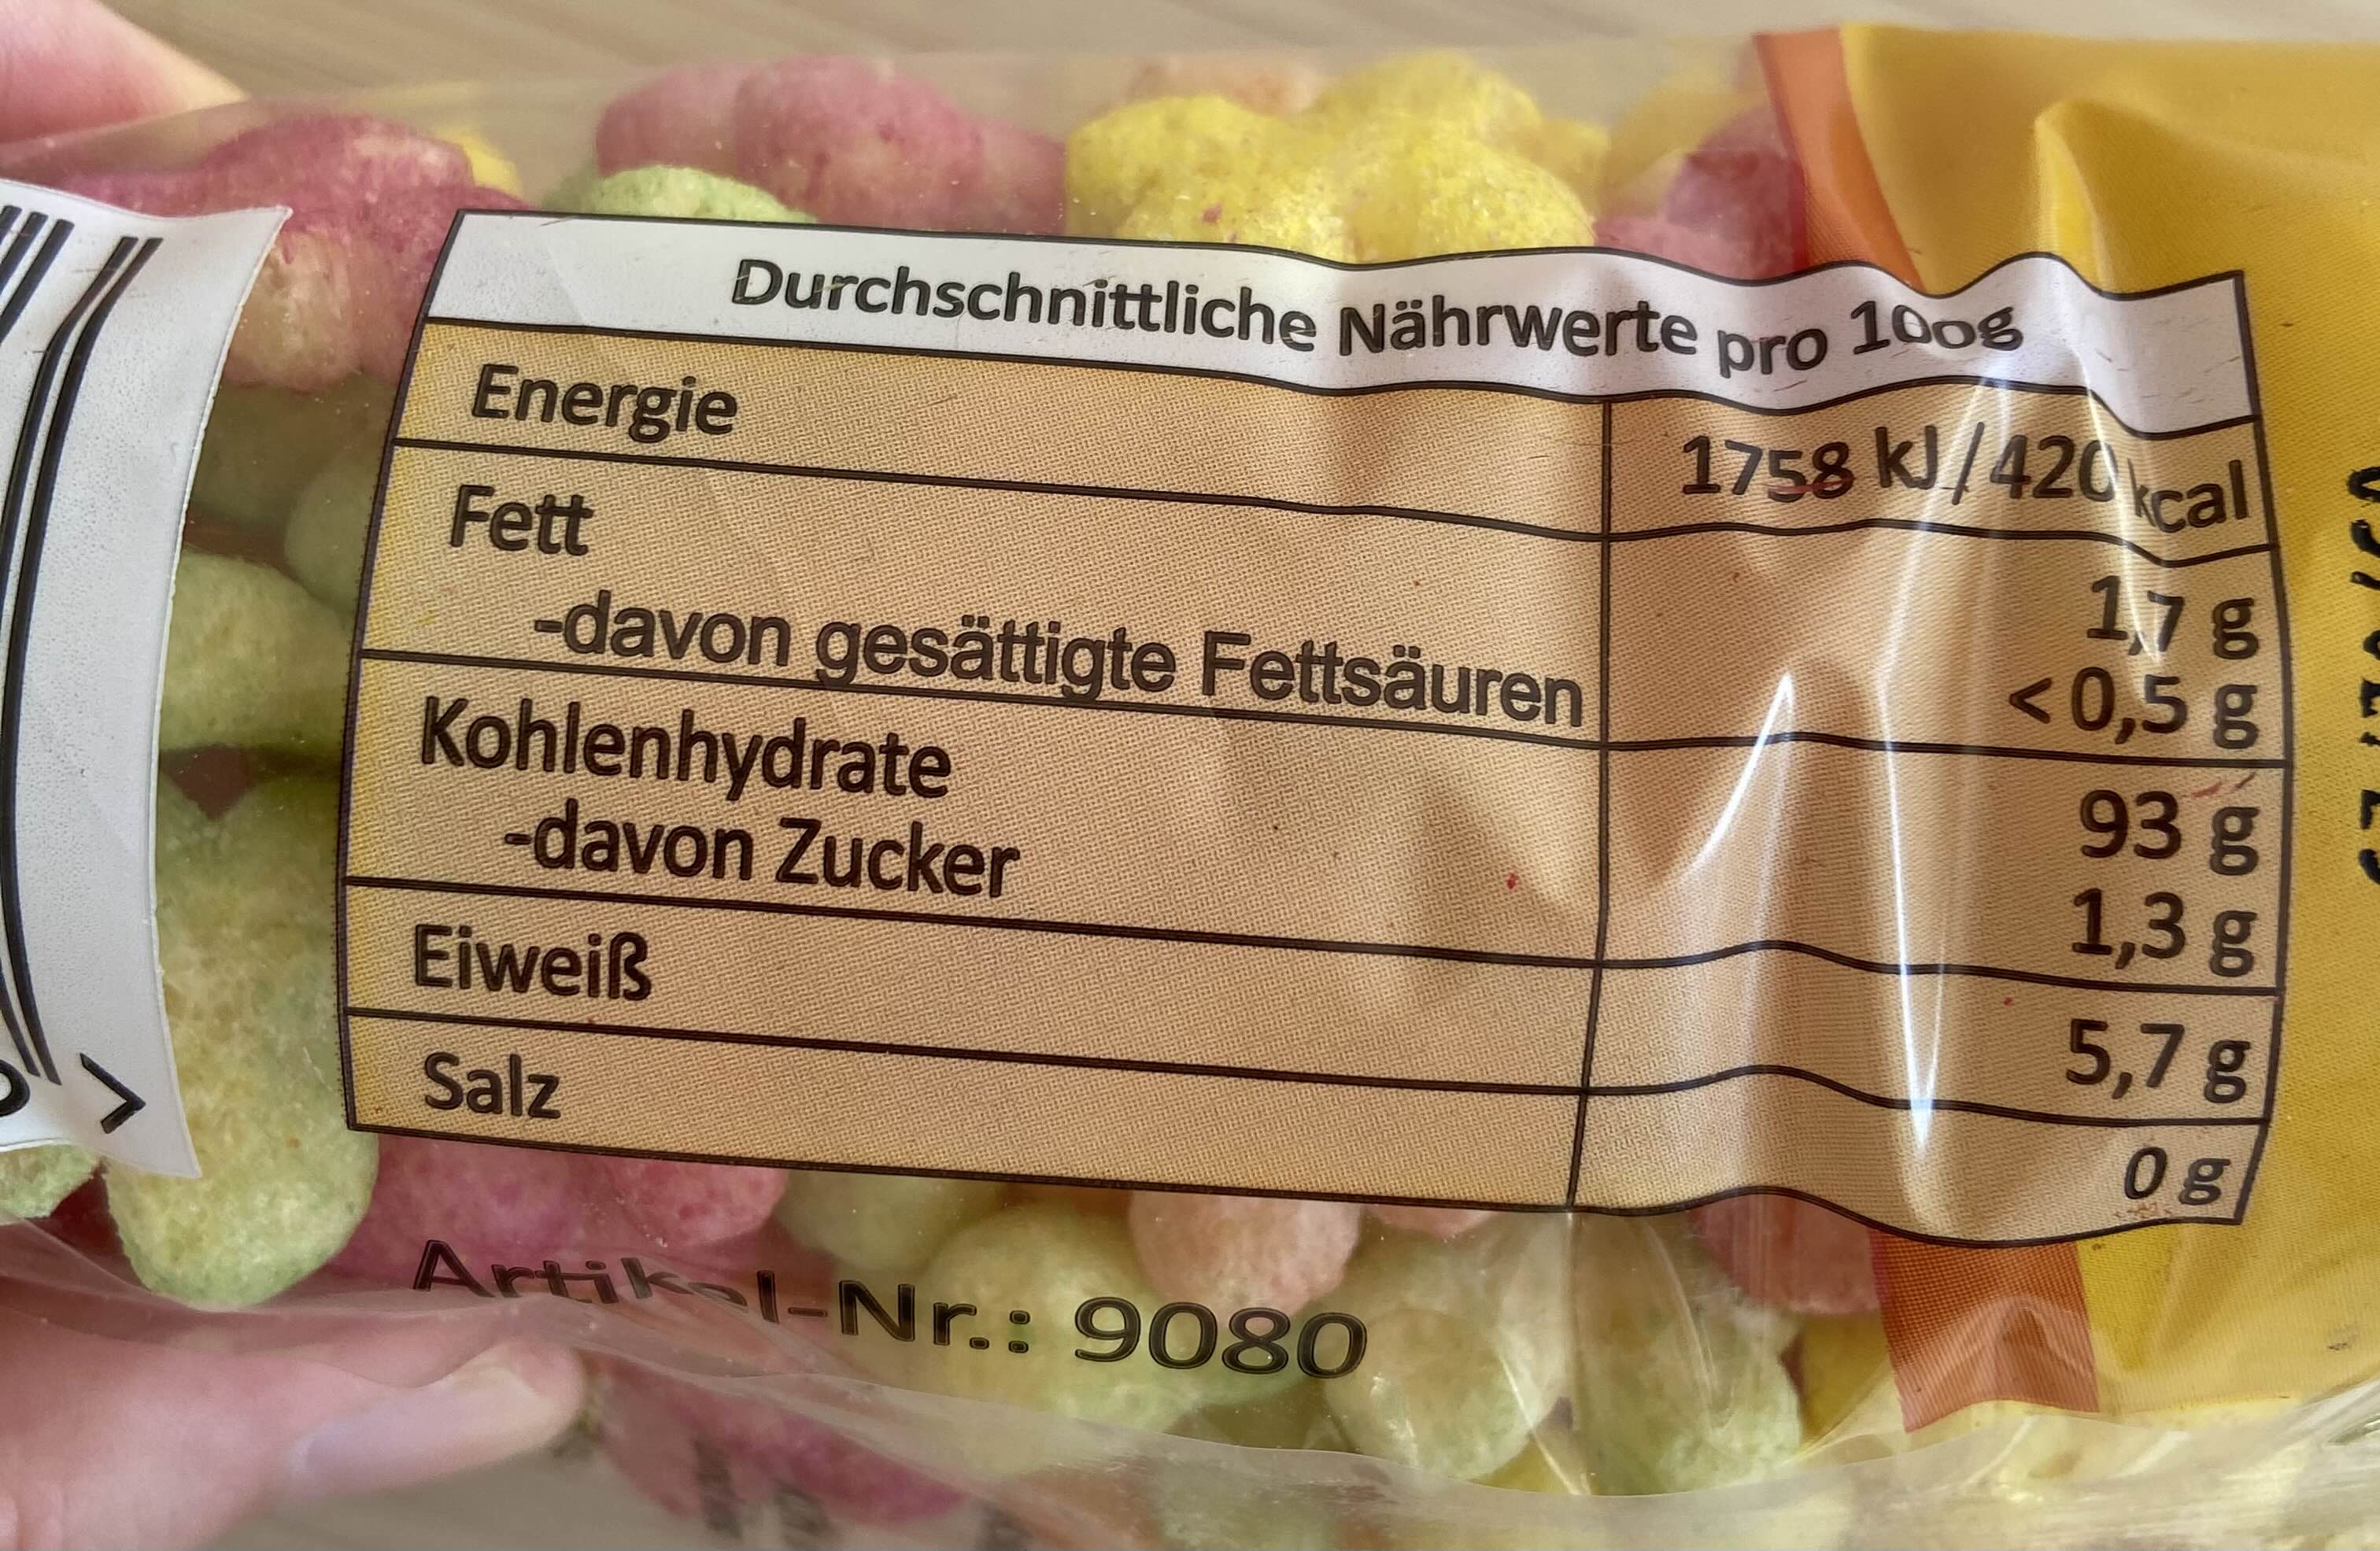 Durchschnittliche Nährwerte pro 100g
Energie 1758 kJ/420 kcal
Fett 1,7 g
-davon gesättigte Fettsäuren <0,5 g
Kohlenhydrate 93 g
-davon Zucker 1,3 g
Eiweiß 5,7 g
Salz 0 g
Artikel-Nr.: 9080
>